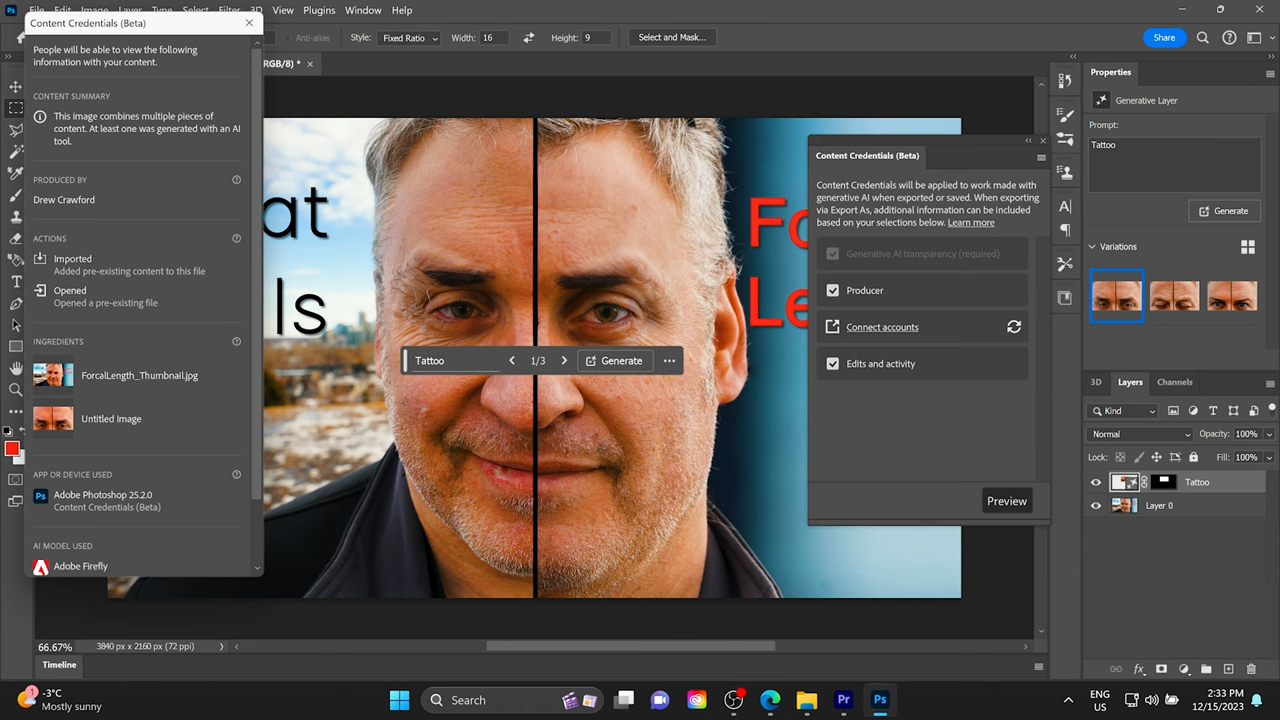 Ps File Edit Image Layer Type Select Filter 3D View Plugins Window Help
Content Credentials (Beta)
Anti-alias Style: Fixed Ratio Width: 16 Height: 9 Select and Mask... Share
RGB/8) *
People will be able to view the following
information with your content.
CONTENT SUMMARY
This image combines multiple pieces of
content. At least one was generated with an AI
tool.
PRODUCED BY
Drew Crawford
ACTIONS
Imported
Added pre-existing content to this file
Opened
Opened a pre-existing file
INGREDIENTS
ForcalLength_Thumbnail.jpg
Untitled Image
APP OR DEVICE USED
Ps Adobe Photoshop 25.2.0
Content Credentials (Beta)
AI MODEL USED
Adobe Firefly
at
Is
Fo
Le
Tattoo 1/3 Generate
Content Credentials (Beta)
Content Credentials will be applied to work made with
generative AI when exported or saved. When exporting
via Export As, additional information can be included
based on your selections below. Learn more
Generative AI transparency (required)
Producer
Connect accounts
Edits and activity
Preview
Properties
Generative Layer
Prompt:
Tattoo
Generate
Variations
3D Layers Channels
Kind
Normal Opacity: 100%
Lock: Fill: 100%
Tattoo
Layer 0
66.67% 3840 px x 2160 px (72 ppi)
Timeline
1
-3°C
Mostly sunny
Search
Pr
Ps
ENG
US
2:33 PM
12/15/2023